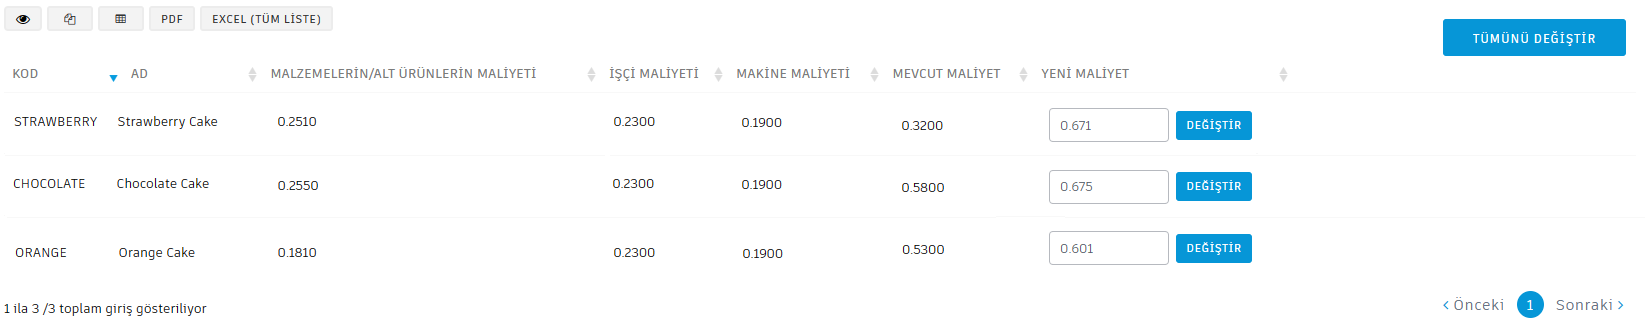 PDF EXCEL (TÜM LİSTE)
TÜMÜNÜ DEĞİŞTİR
KOD AD MALZEMELERİN/ALT ÜRÜNLERİN MALİYETİ İŞÇİ MALİYETİ MAKİNE MALİYETİ MEVCUT MALİYET YENİ MALİYET
STRAWBERRY Strawberry Cake 0.2510 0.2300 0.1900 0.3200 0.671 DEĞİŞTİR
CHOCOLATE Chocolate Cake 0.2550 0.2300 0.1900 0.5800 0.675 DEĞİŞTİR
ORANGE Orange Cake 0.1810 0.2300 0.1900 0.5300 0.601 DEĞİŞTİR
1 ila 3 /3 toplam giriş gösteriliyor
‹ Önceki 1 Sonraki ›